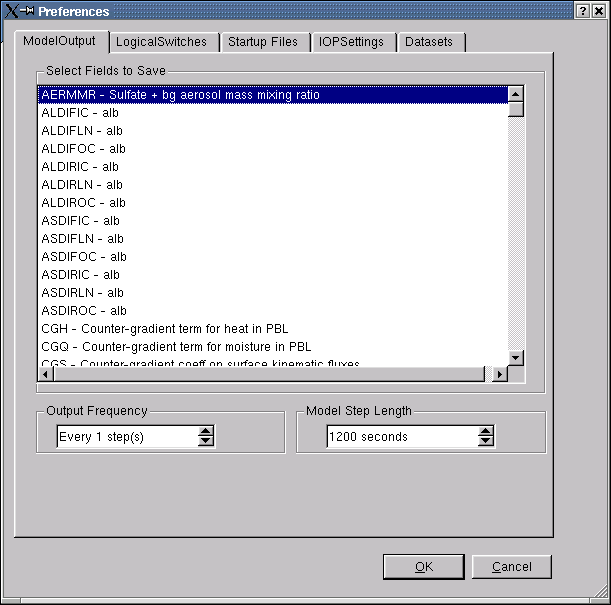 Preferences
ModelOutput LogicalSwitches Startup Files IOPSettings Datasets
Select Fields to Save
AERMMR - Sulfate + bg aerosol mass mixing ratio
ALDIFIC - alb
ALDIFLN - alb
ALDIFOC - alb
ALDIRIC - alb
ALDIRLN - alb
ALDIROC - alb
ASDIFIC - alb
ASDIFLN - alb
ASDIFOC - alb
ASDIRIC - alb
ASDIRLN - alb
ASDIROC - alb
CGH - Counter-gradient term for heat in PBL
CGQ - Counter-gradient term for moisture in PBL
CGS - Counter-gradient coeff on surface kinematic fluxes
Output Frequency Model Step Length
Every 1 step(s) 1200 seconds
OK Cancel